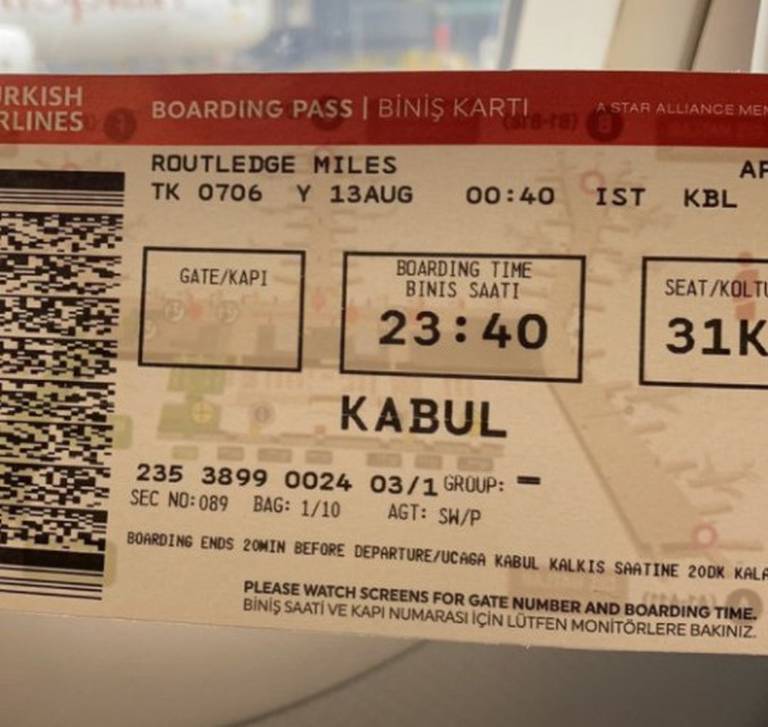 URKISH
RLINES
BOARDING PASS | BİNİŞ KARTI
A STAR ALLIANCE MEM
ROUTLEDGE MILES
TK 0706 Y 13AUG 00:40 IST KBL
GATE/KAPI
BOARDING TIME
BINIS SAATI
23:40
SEAT/KOLTU
31K
KABUL
235 3899 0024 03/1 GROUP: -
SEC NO:089 BAG: 1/10 AGT: SW/P
BOARDING ENDS 20MIN BEFORE DEPARTURE/UCAGA KABUL KALKIS SAATINE 20DK KALA
PLEASE WATCH SCREENS FOR GATE NUMBER AND BOARDING TIME.
BİNİŞ SAATİ VE KAPI NUMARASI İÇİN LÜTFEN MONİTÖRLERE BAKINIZ.